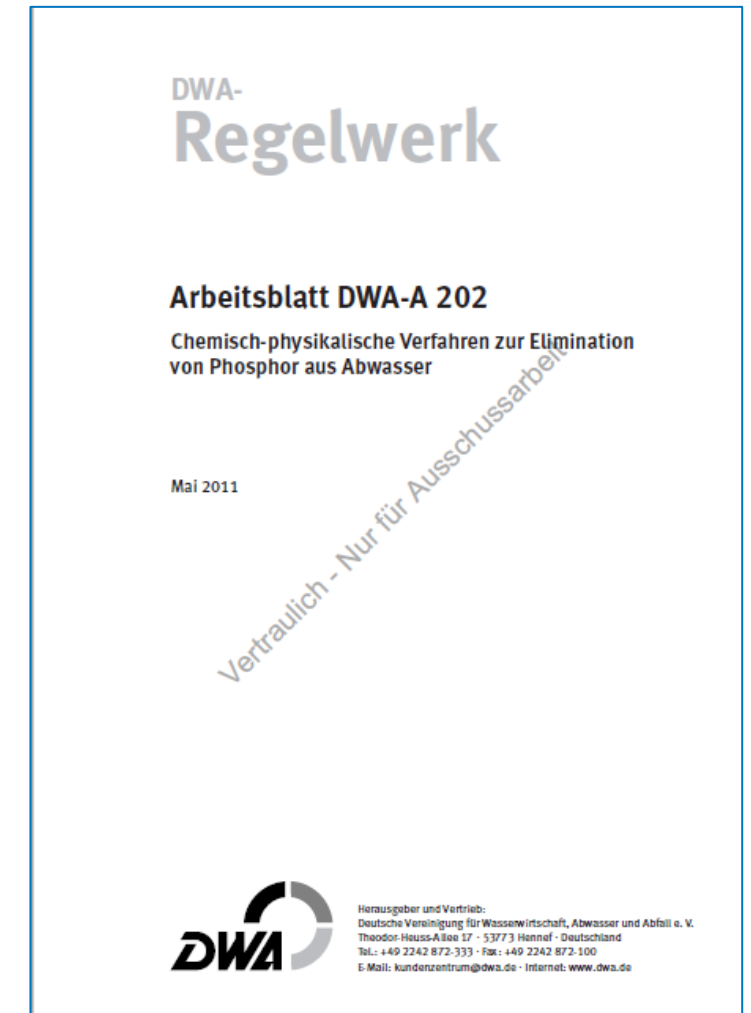 DWA-
Regelwerk
Arbeitsblatt DWA-A 202
Chemisch-physikalische Verfahren zur Elimination
von Phosphor aus Abwasser
Mai 2011
Vertraulich - Nur für Ausschussarbeit
DWA
Herausgeber und Vertrieb:
Deutsche Vereinigung für Wasserwirtschaft, Abwasser und Abfall e. V.
Theodor-Heuss-Allee 17 · 53773 Hennef · Deutschland
Tel.: +49 2242 872-333 · Fax: +49 2242 872-100
E-Mail: kundenzentrum@dwa.de · Internet: www.dwa.de